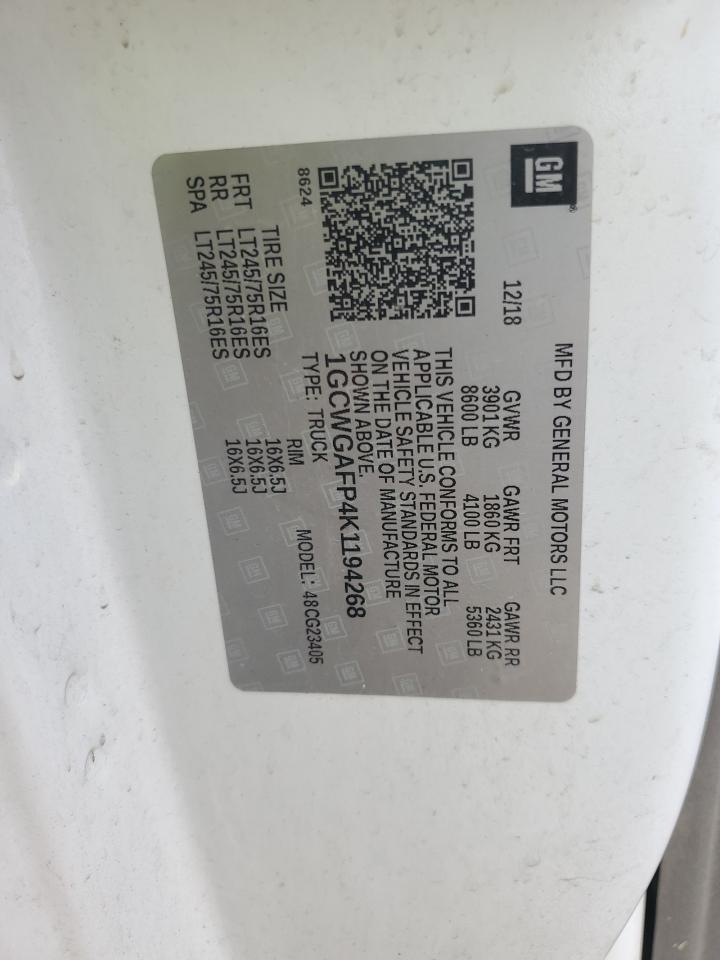 GM
®
MFD BY GENERAL MOTORS LLC
12/18 GVWR GAWR FRT GAWR RR
3901 KG 1860 KG 2431 KG
8600 LB 4100 LB 5360 LB
THIS VEHICLE CONFORMS TO ALL
APPLICABLE U.S. FEDERAL MOTOR
VEHICLE SAFETY STANDARDS IN EFFECT
ON THE DATE OF MANUFACTURE
SHOWN ABOVE.
1GCWGAFP4K1194268
8624 TYPE: TRUCK MODEL: 48CG23405
TIRE SIZE RIM
FRT LT245/75R16ES 16X6.5J
RR LT245/75R16ES 16X6.5J
SPA LT245/75R16ES 16X6.5J